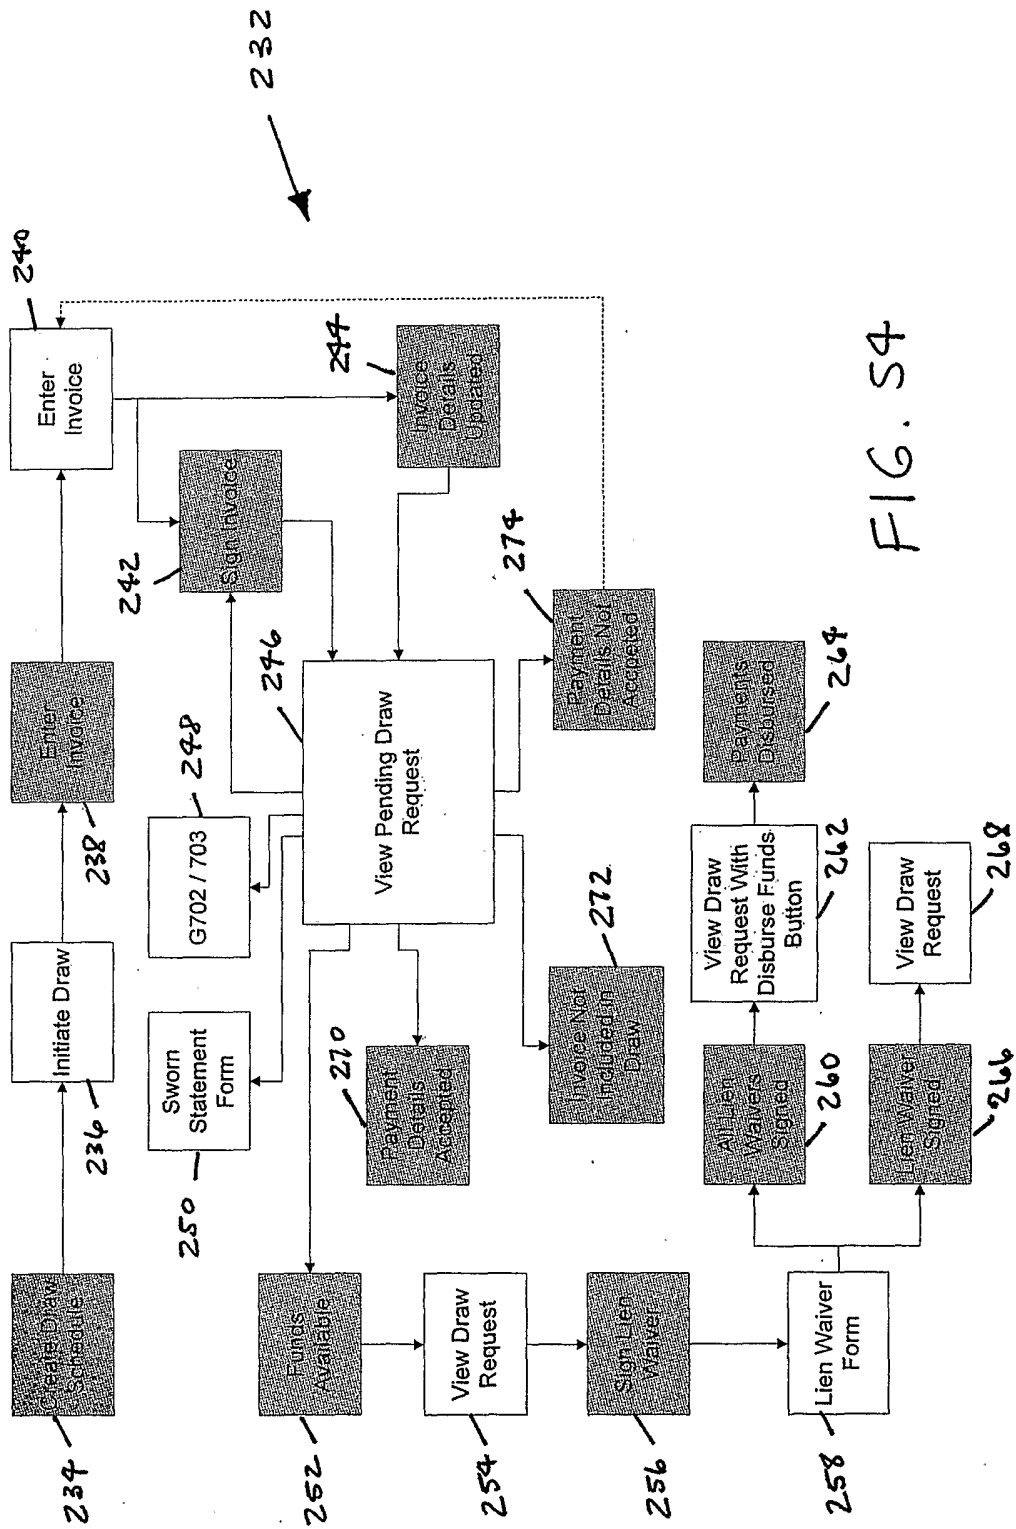 232
234
Create Draw
Schedule
236
Initiate Draw
238
Enter
Invoice
240
Enter
Invoice
242
Sign Invoice
244
Invoice
Details
Updated
246
View Pending Draw
Request
248
G702 / 703
250
Sworn
Statement
Form
252
Funds
Available
254
View Draw
Request
256
Sign Lien
Waiver
258
Lien Waiver
Form
260
All Lien
Waivers
Signed
262
View Draw
Request With
Disburse Funds
Button
264
Payments
Disbursed
266
Lien Waiver
Signed
268
View Draw
Request
270
Payment
Details
Accepted
272
Invoice Not
Included in
Draw
274
Payment
Details Not
Accepted
FIG. 54